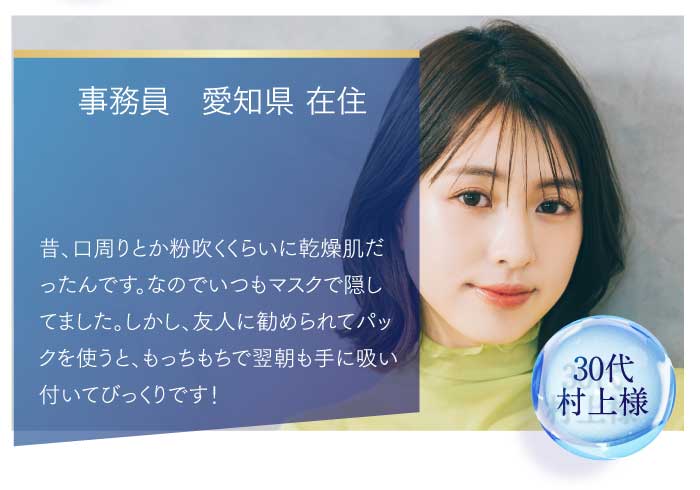 事務員　愛知県 在住
昔、口周りとか粉吹くくらいに乾燥肌だ
ったんです。なのでいつもマスクで隠し
てました。しかし、友人に勧められてパッ
クを使うと、もっちもちで翌朝も手に吸い
付いてびっくりです！
30代
村上様